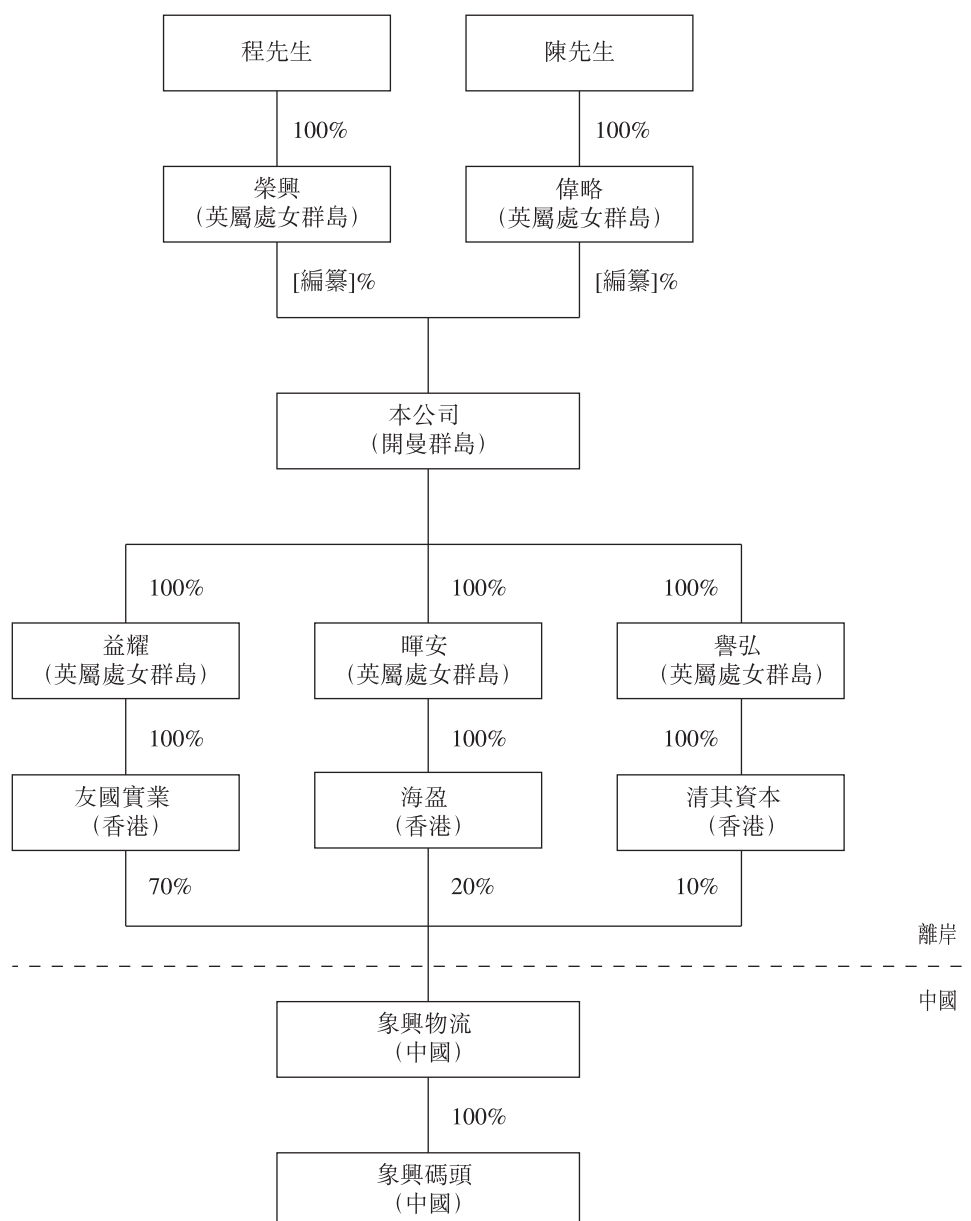 程先生
陳先生
100%
100%
榮興
（英屬處女群島）
偉略
（英屬處女群島）
[編纂]%
[編纂]%
本公司
（開曼群島）
100%
100%
100%
益耀
（英屬處女群島）
暉安
（英屬處女群島）
譽弘
（英屬處女群島）
100%
100%
100%
友國實業
（香港）
海盈
（香港）
清其資本
（香港）
70%
20%
10%
離岸
中國
象興物流
（中國）
100%
象興碼頭
（中國）